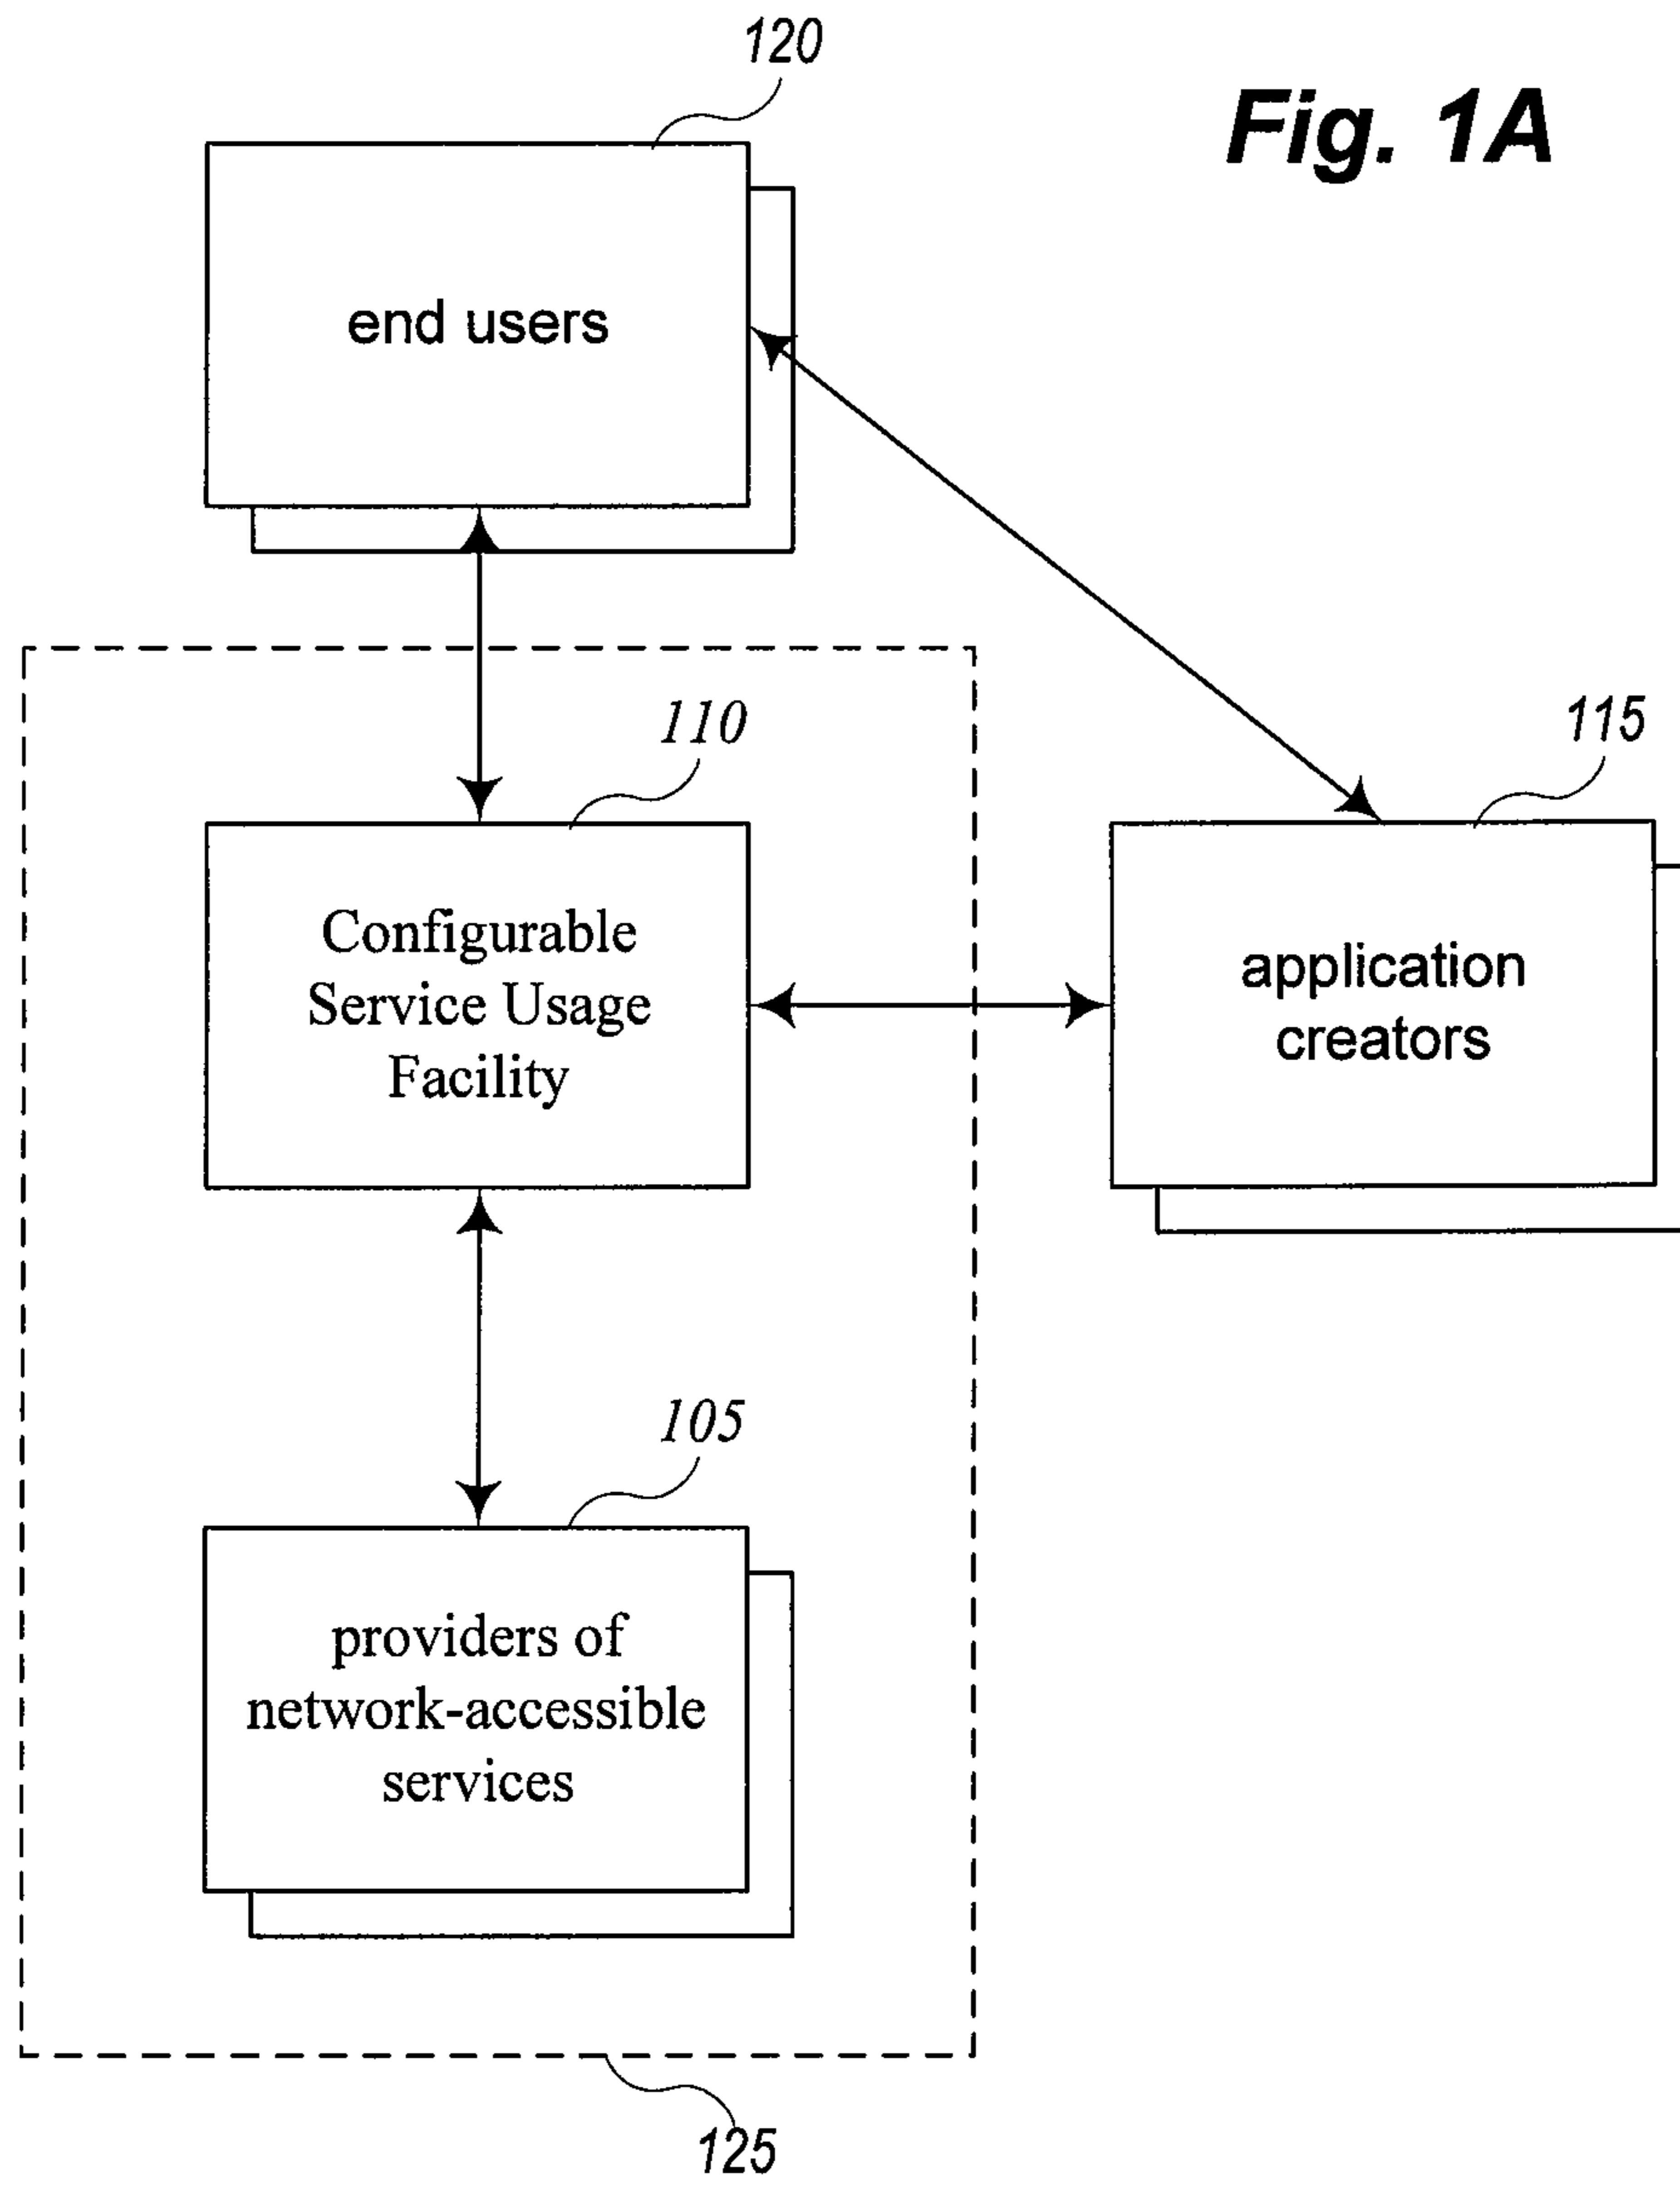 120
Fig. 1A
end users
110
115
Configurable
Service Usage
Facility
application
creators
105
providers of
network-accessible
services
125